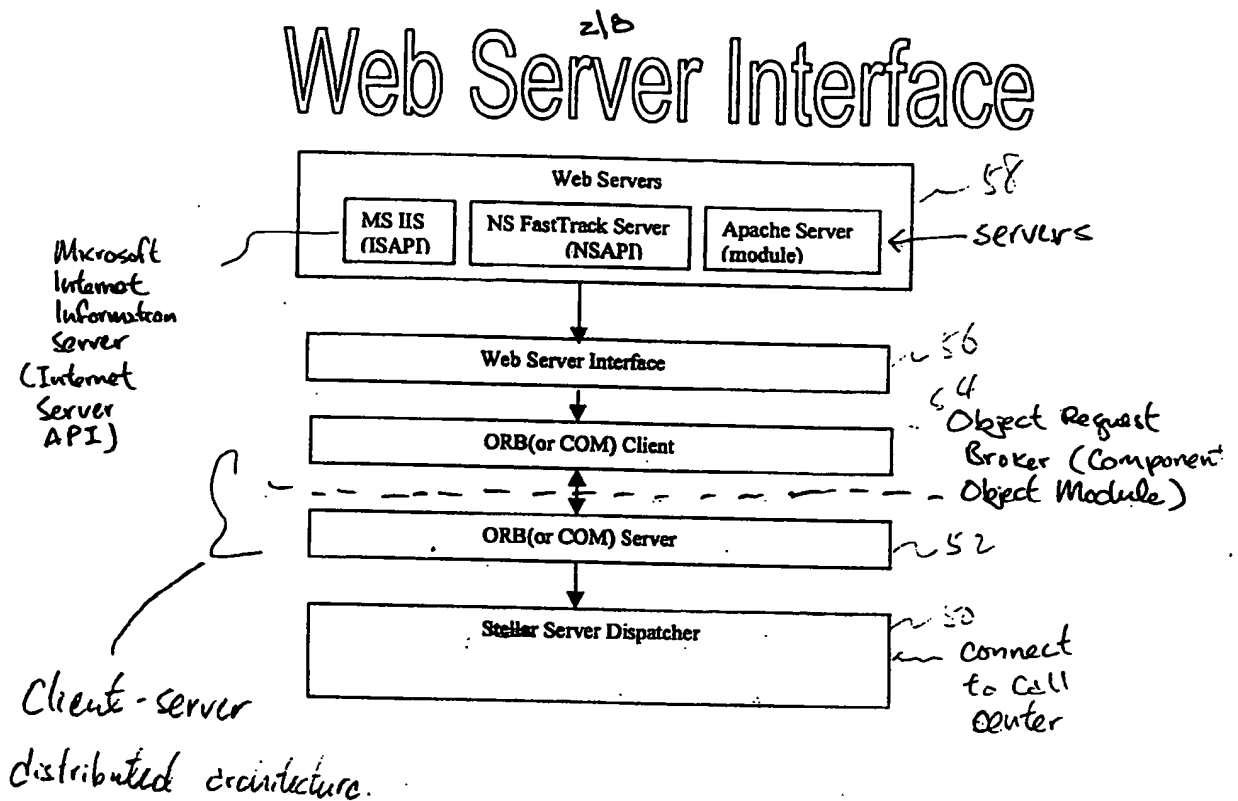 2/8
Web Server Interface
Web Servers
58
MS IIS
(ISAPI)
NS FastTrack Server
(NSAPI)
Apache Server
(module)
servers
Microsoft
Internet
Information
Server
(Internet
Server
API)
Web Server Interface
56
54
ORB(or COM) Client
Object Request
Broker (Component
Object Module)
ORB(or COM) Server
52
Stellar Server Dispatcher
50
Connect
to Call
Center
Client-server
distributed architecture.